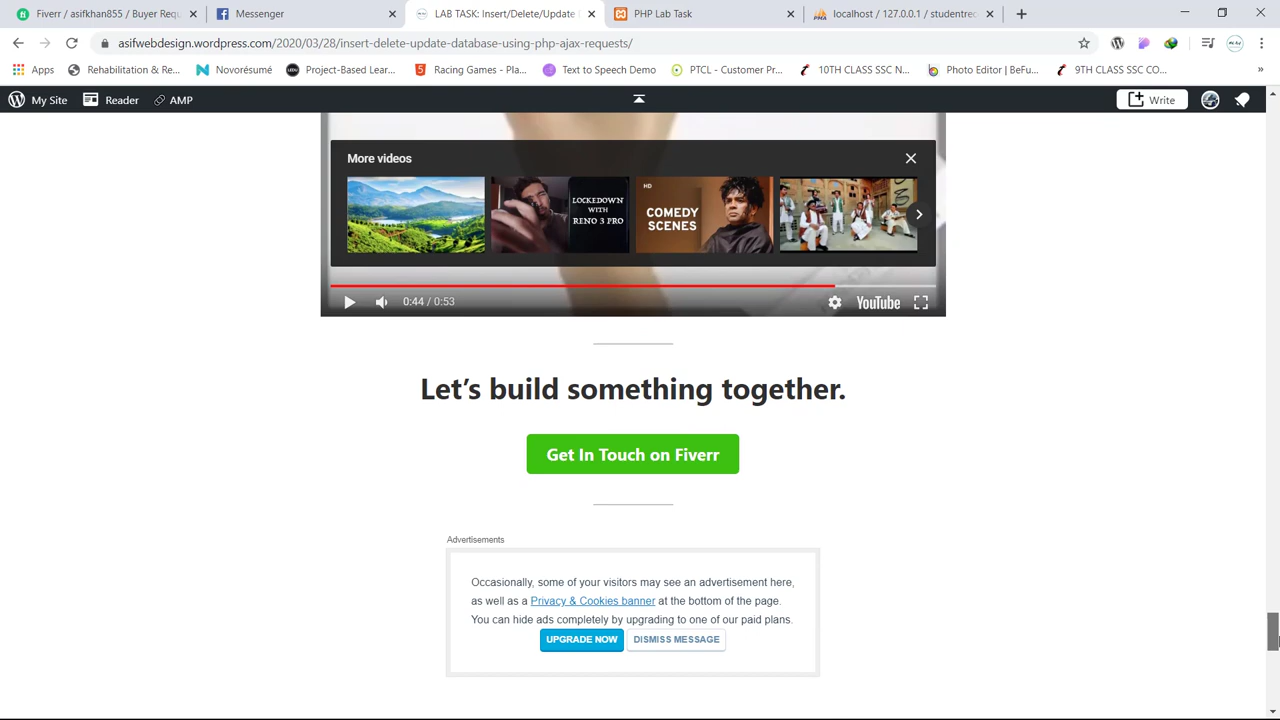 Fiverr / asifkhan855 / Buyer Requ
Messenger
LAB TASK: Insert/Delete/Update
PHP Lab Task
localhost / 127.0.0.1 / studentrec
asifwebdesign.wordpress.com/2020/03/28/insert-delete-update-database-using-php-ajax-requests/
Apps
Rehabilitation & Re...
Novorésumé
Project-Based Lear...
Racing Games - Pla...
Text to Speech Demo
PTCL - Customer Pr...
10TH CLASS SSC N...
Photo Editor | BeFu...
9TH CLASS SSC CO...
My Site
Reader
AMP
Write
More videos
LOCKEDOWN
WITH
RENO 3 PRO
HD
COMEDY
SCENES
0:44 / 0:53
YouTube
Let's build something together.
Get In Touch on Fiverr
Advertisements
Occasionally, some of your visitors may see an advertisement here,
as well as a Privacy & Cookies banner at the bottom of the page.
You can hide ads completely by upgrading to one of our paid plans.
UPGRADE NOW
DISMISS MESSAGE